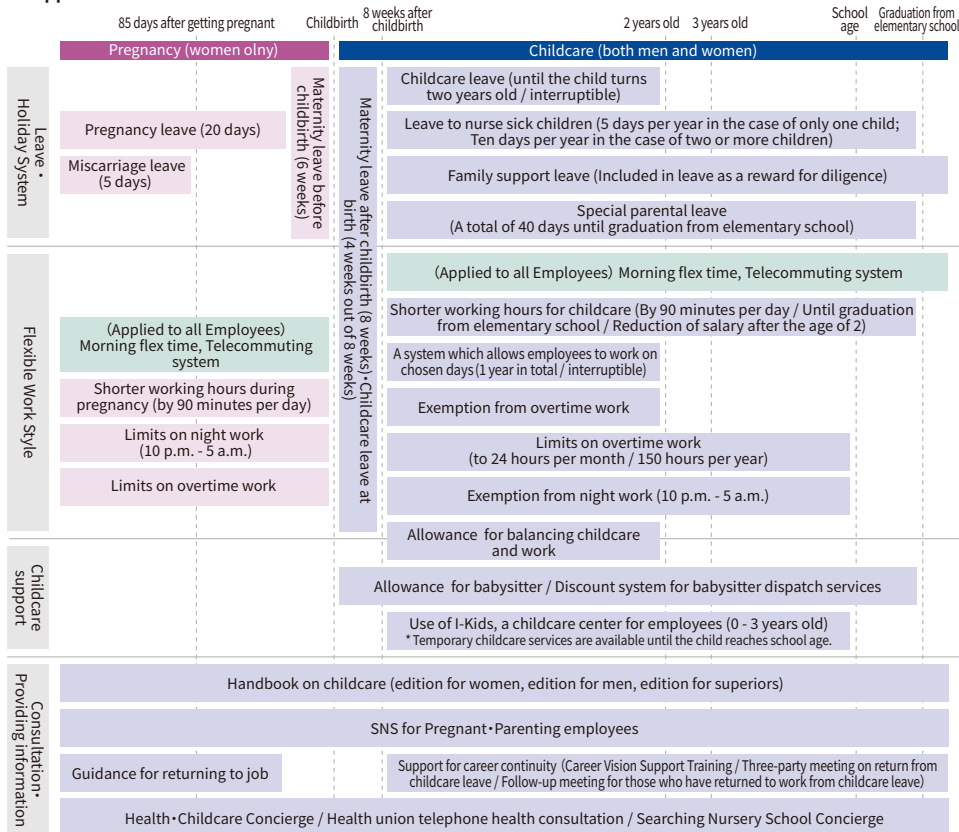 85 days after getting pregnant
Childbirth
8 weeks after
childbirth
2 years old
3 years old
School
age
Graduation from
elementary school
Pregnancy (women olny)
Childcare (both men and women)
Leave・
Holiday System
Pregnancy leave (20 days)
Miscarriage leave
(5 days)
Maternity leave before
childbirth (6 weeks)
Maternity leave after childbirth (8 weeks)・Childcare leave at
birth (4 weeks out of 8 weeks)
Childcare leave (until the child turns
two years old / interruptible)
Leave to nurse sick children (5 days per year in the case of only one child;
Ten days per year in the case of two or more children)
Family support leave (Included in leave as a reward for diligence)
Special parental leave
(A total of 40 days until graduation from elementary school)
Flexible Work Style
(Applied to all Employees)
Morning flex time, Telecommuting
system
Shorter working hours during
pregnancy (by 90 minutes per day)
Limits on night work
(10 p.m. - 5 a.m.)
Limits on overtime work
(Applied to all Employees) Morning flex time, Telecommuting system
Shorter working hours for childcare (By 90 minutes per day / Until graduation
from elementary school / Reduction of salary after the age of 2)
A system which allows employees to work on
chosen days (1 year in total / interruptible)
Exemption from overtime work
Limits on overtime work
(to 24 hours per month / 150 hours per year)
Exemption from night work (10 p.m. - 5 a.m.)
Allowance for balancing childcare
and work
Childcare
support
Allowance for babysitter / Discount system for babysitter dispatch services
Use of I-Kids, a childcare center for employees (0 - 3 years old)
* Temporary childcare services are available until the child reaches school age.
Consultation・
Providing information
Handbook on childcare (edition for women, edition for men, edition for superiors)
SNS for Pregnant・Parenting employees
Guidance for returning to job
Support for career continuity (Career Vision Support Training / Three-party meeting on return from
childcare leave / Follow-up meeting for those who have returned to work from childcare leave)
Health・Childcare Concierge / Health union telephone health consultation / Searching Nursery School Concierge